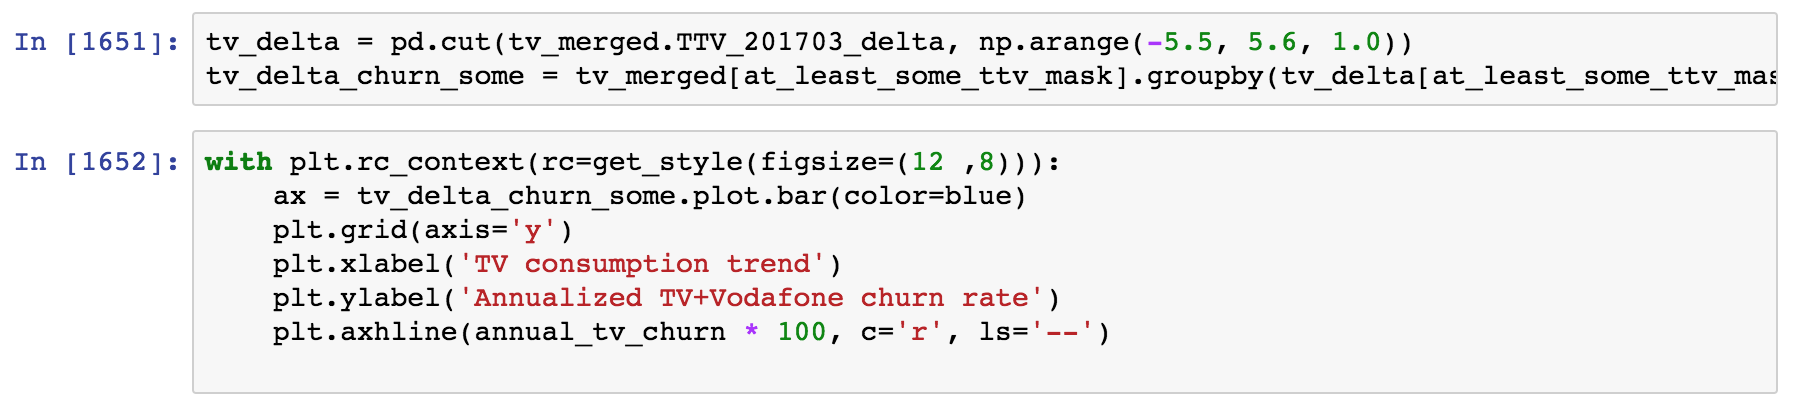 In [1651]: tv_delta = pd.cut(tv_merged.TTV_201703_delta, np.arange(-5.5, 5.6, 1.0))
tv_delta_churn_some = tv_merged[at_least_some_ttv_mask].groupby(tv_delta[at_least_some_ttv_mas
In [1652]: with plt.rc_context(rc=get_style(figsize=(12 ,8))):
    ax = tv_delta_churn_some.plot.bar(color=blue)
    plt.grid(axis='y')
    plt.xlabel('TV consumption trend')
    plt.ylabel('Annualized TV+Vodafone churn rate')
    plt.axhline(annual_tv_churn * 100, c='r', ls='--')